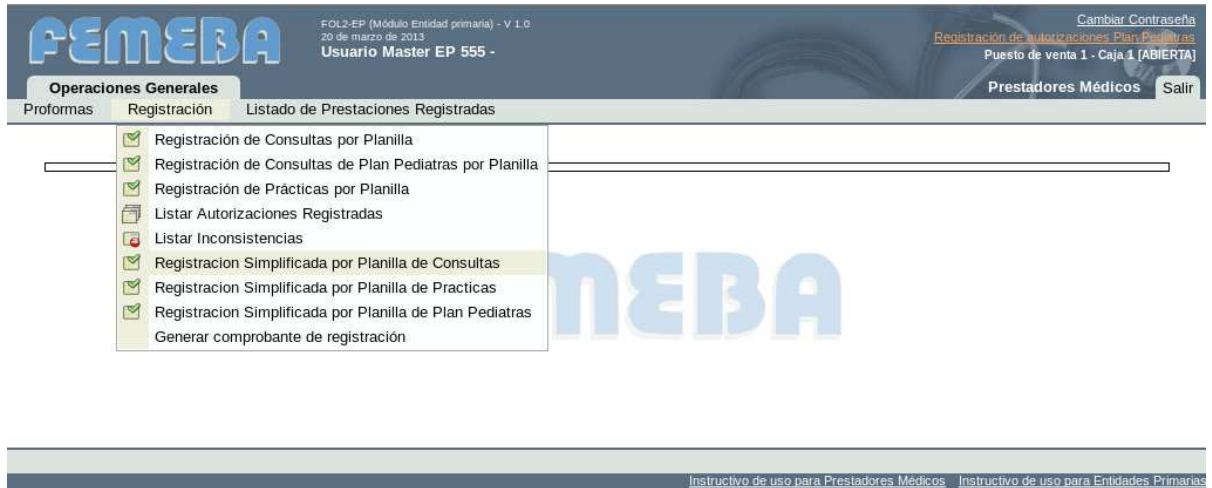 FEMEBA
FOL2-EP (Módulo Entidad primaria) - V 1.0
20 de marzo de 2013
Usuario Master EP 555 -
Cambiar Contraseña
Registración de autorizaciones Plan Pediatras
Puesto de venta 1 - Caja 1 [ABIERTA]
Operaciones Generales
Prestadores Médicos Salir
Proformas Registración Listado de Prestaciones Registradas
Registración de Consultas por Planilla
Registración de Consultas de Plan Pediatras por Planilla
Registración de Prácticas por Planilla
Listar Autorizaciones Registradas
Listar Inconsistencias
Registracion Simplificada por Planilla de Consultas
Registracion Simplificada por Planilla de Practicas
Registracion Simplificada por Planilla de Plan Pediatras
Generar comprobante de registración
MEBA
Instructivo de uso para Prestadores Médicos Instructivo de uso para Entidades Primarias